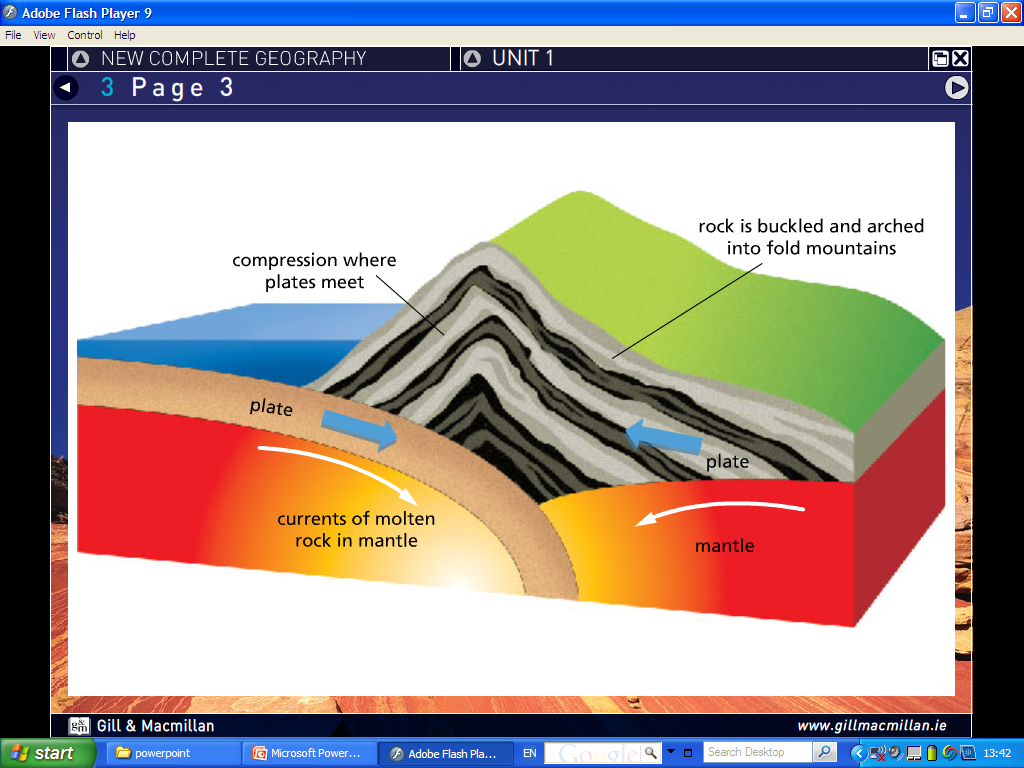 Adobe Flash Player 9
File View Control Help
NEW COMPLETE GEOGRAPHY
UNIT 1
3 Page 3
rock is buckled and arched
into fold mountains
compression where
plates meet
plate
plate
currents of molten
rock in mantle
mantle
g&m Gill & Macmillan
www.gillmacmillan.ie
start
powerpoint
Microsoft Power...
Adobe Flash Pla...
EN
Google
Search Desktop
13:42